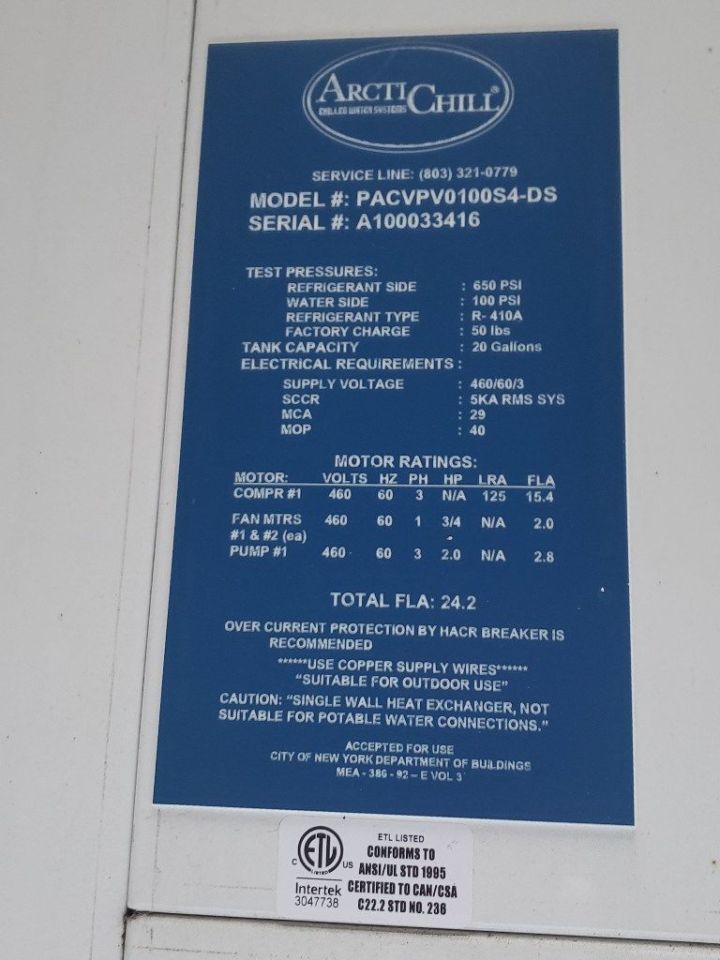 ARCTICHILL®
CHILLED WATER SYSTEMS
SERVICE LINE: (803) 321-0779
MODEL #: PACVPV0100S4-DS
SERIAL #: A100033416
TEST PRESSURES:
REFRIGERANT SIDE : 650 PSI
WATER SIDE : 100 PSI
REFRIGERANT TYPE : R- 410A
FACTORY CHARGE : 50 lbs
TANK CAPACITY : 20 Gallons
ELECTRICAL REQUIREMENTS :
SUPPLY VOLTAGE : 460/60/3
SCCR : 5KA RMS SYS
MCA : 29
MOP : 40
MOTOR RATINGS:
MOTOR: VOLTS HZ PH HP LRA FLA
COMPR #1 460 60 3 N/A 125 15.4
FAN MTRS 460 60 1 3/4 N/A 2.0
#1 & #2 (ea)
PUMP #1 460 60 3 2.0 N/A 2.8
TOTAL FLA: 24.2
OVER CURRENT PROTECTION BY HACR BREAKER IS
RECOMMENDED
******USE COPPER SUPPLY WIRES******
"SUITABLE FOR OUTDOOR USE"
CAUTION: "SINGLE WALL HEAT EXCHANGER, NOT
SUITABLE FOR POTABLE WATER CONNECTIONS."
ACCEPTED FOR USE
CITY OF NEW YORK DEPARTMENT OF BUILDINGS
MEA - 386 - 92 – E VOL 3
ETL LISTED
CONFORMS TO
ANSI/UL STD 1995
CERTIFIED TO CAN/CSA
C22.2 STD NO. 236
C ETL US
LISTED
Intertek
3047738